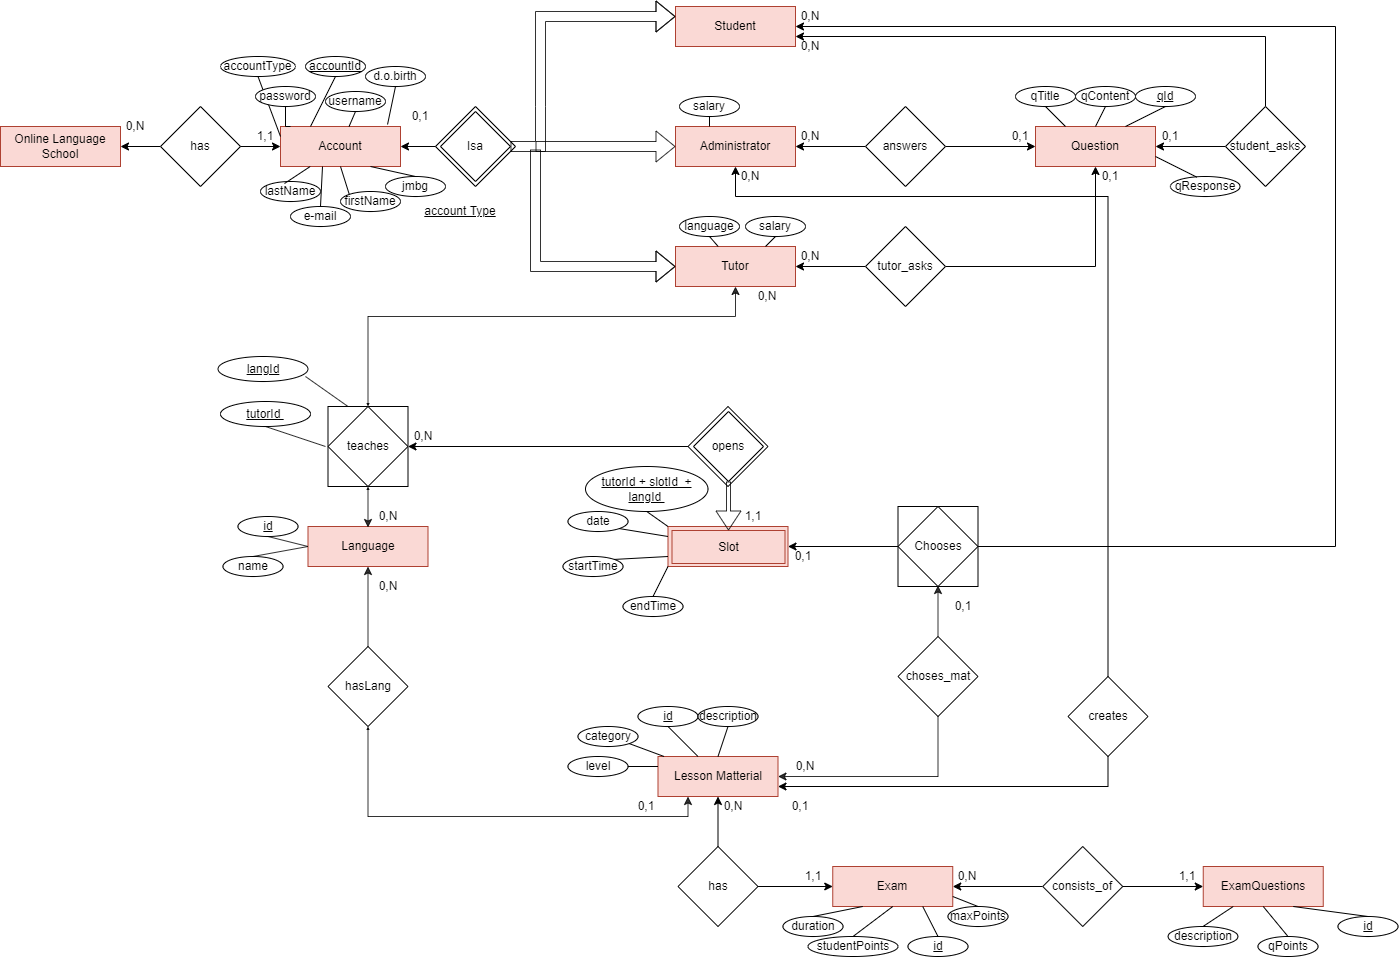 Student
0,N
0,N
accountType
accountId
d.o.birth
password
username
0,1
salary
qTitle
qContent
qId
0,N
Online Language
School
has
1,1
Account
Isa
Administrator
0,N
answers
0,1
Question
0,1
student_asks
0,N
0,1
lastName
jmbg
firstName
e-mail
account Type
qResponse
language
salary
Tutor
0,N
tutor_asks
0,N
langId
tutorId
teaches
0,N
opens
tutorId + slotId +
langId
0,N
date
1,1
id
name
Language
Slot
startTime
0,1
Chooses
endTime
0,N
0,1
hasLang
choses_mat
id
description
creates
category
level
Lesson Matterial
0,N
0,1
0,N
0,1
has
1,1
Exam
0,N
consists_of
1,1
ExamQuestions
duration
maxPoints
studentPoints
id
description
qPoints
id